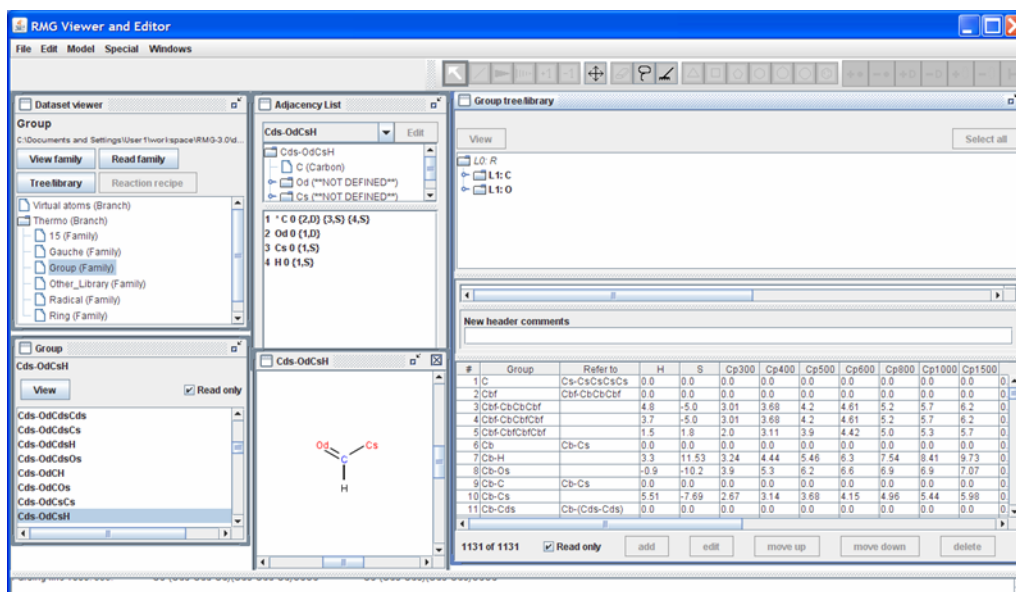 RMG Viewer and Editor
File Edit Model Special Windows
Dataset viewer
Group
C:\Documents and Settings\User1\workspace\RMG-3.0\d...
View family Read family
Tree/library Reaction recipe
Virtual atoms (Branch)
Thermo (Branch)
15 (Family)
Gauche (Family)
Group (Family)
Other_Library (Family)
Radical (Family)
Ring (Family)
Group
Cds-OdCsH
View Read only
Cds-OdCdsCds
Cds-OdCdsCs
Cds-OdCdsH
Cds-OdCdsOs
Cds-OdCH
Cds-OdCOs
Cds-OdCsCs
Cds-OdCsH
Adjacency List
Cds-OdCsH Edit
Cds-OdCsH
C (Carbon)
Od (**NOT DEFINED**)
Cs (**NOT DEFINED**)
1 * C 0 {2,D} {3,S} {4,S}
2 Od 0 {1,D}
3 Cs 0 {1,S}
4 H 0 {1,S}
Cds-OdCsH
Od Cs
C
H
Group tree/library
View Select all
L0: R
L1: C
L1: O
New header comments
# Group Refer to H S Cp300 Cp400 Cp500 Cp600 Cp800 Cp1000 Cp1500
1 C Cs-CsCsCsCs 0.0 0.0 0.0 0.0 0.0 0.0 0.0 0.0 0.0 0.
2 Cbf Cbf-CbCbCbf 0.0 0.0 0.0 0.0 0.0 0.0 0.0 0.0 0.0 0.
3 Cbf-CbCbCbf 4.8 -5.0 3.01 3.68 4.2 4.61 5.2 5.7 6.2 0.
4 Cbf-CbCbfCbf 3.7 -5.0 3.01 3.68 4.2 4.61 5.2 5.7 6.2 0.
5 Cbf-CbfCbfCbf 1.5 1.8 2.0 3.11 3.9 4.42 5.0 5.3 5.7 0.
6 Cb Cb-Cs 0.0 0.0 0.0 0.0 0.0 0.0 0.0 0.0 0.0 0.
7 Cb-H 3.3 11.53 3.24 4.44 5.46 6.3 7.54 8.41 9.73 0.
8 Cb-Os -0.9 -10.2 3.9 5.3 6.2 6.6 6.9 6.9 7.07 0.
9 Cb-C Cb-Cs 0.0 0.0 0.0 0.0 0.0 0.0 0.0 0.0 0.0 0.
10 Cb-Cs 5.51 -7.69 2.67 3.14 3.68 4.15 4.96 5.44 5.98 0.
11 Cb-Cds Cb-(Cds-Cds) 0.0 0.0 0.0 0.0 0.0 0.0 0.0 0.0 0.0 0.
1131 of 1131 Read only add edit move up move down delete